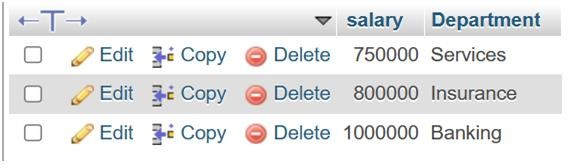 salary Department
Edit Copy Delete 750000 Services
Edit Copy Delete 800000 Insurance
Edit Copy Delete 1000000 Banking